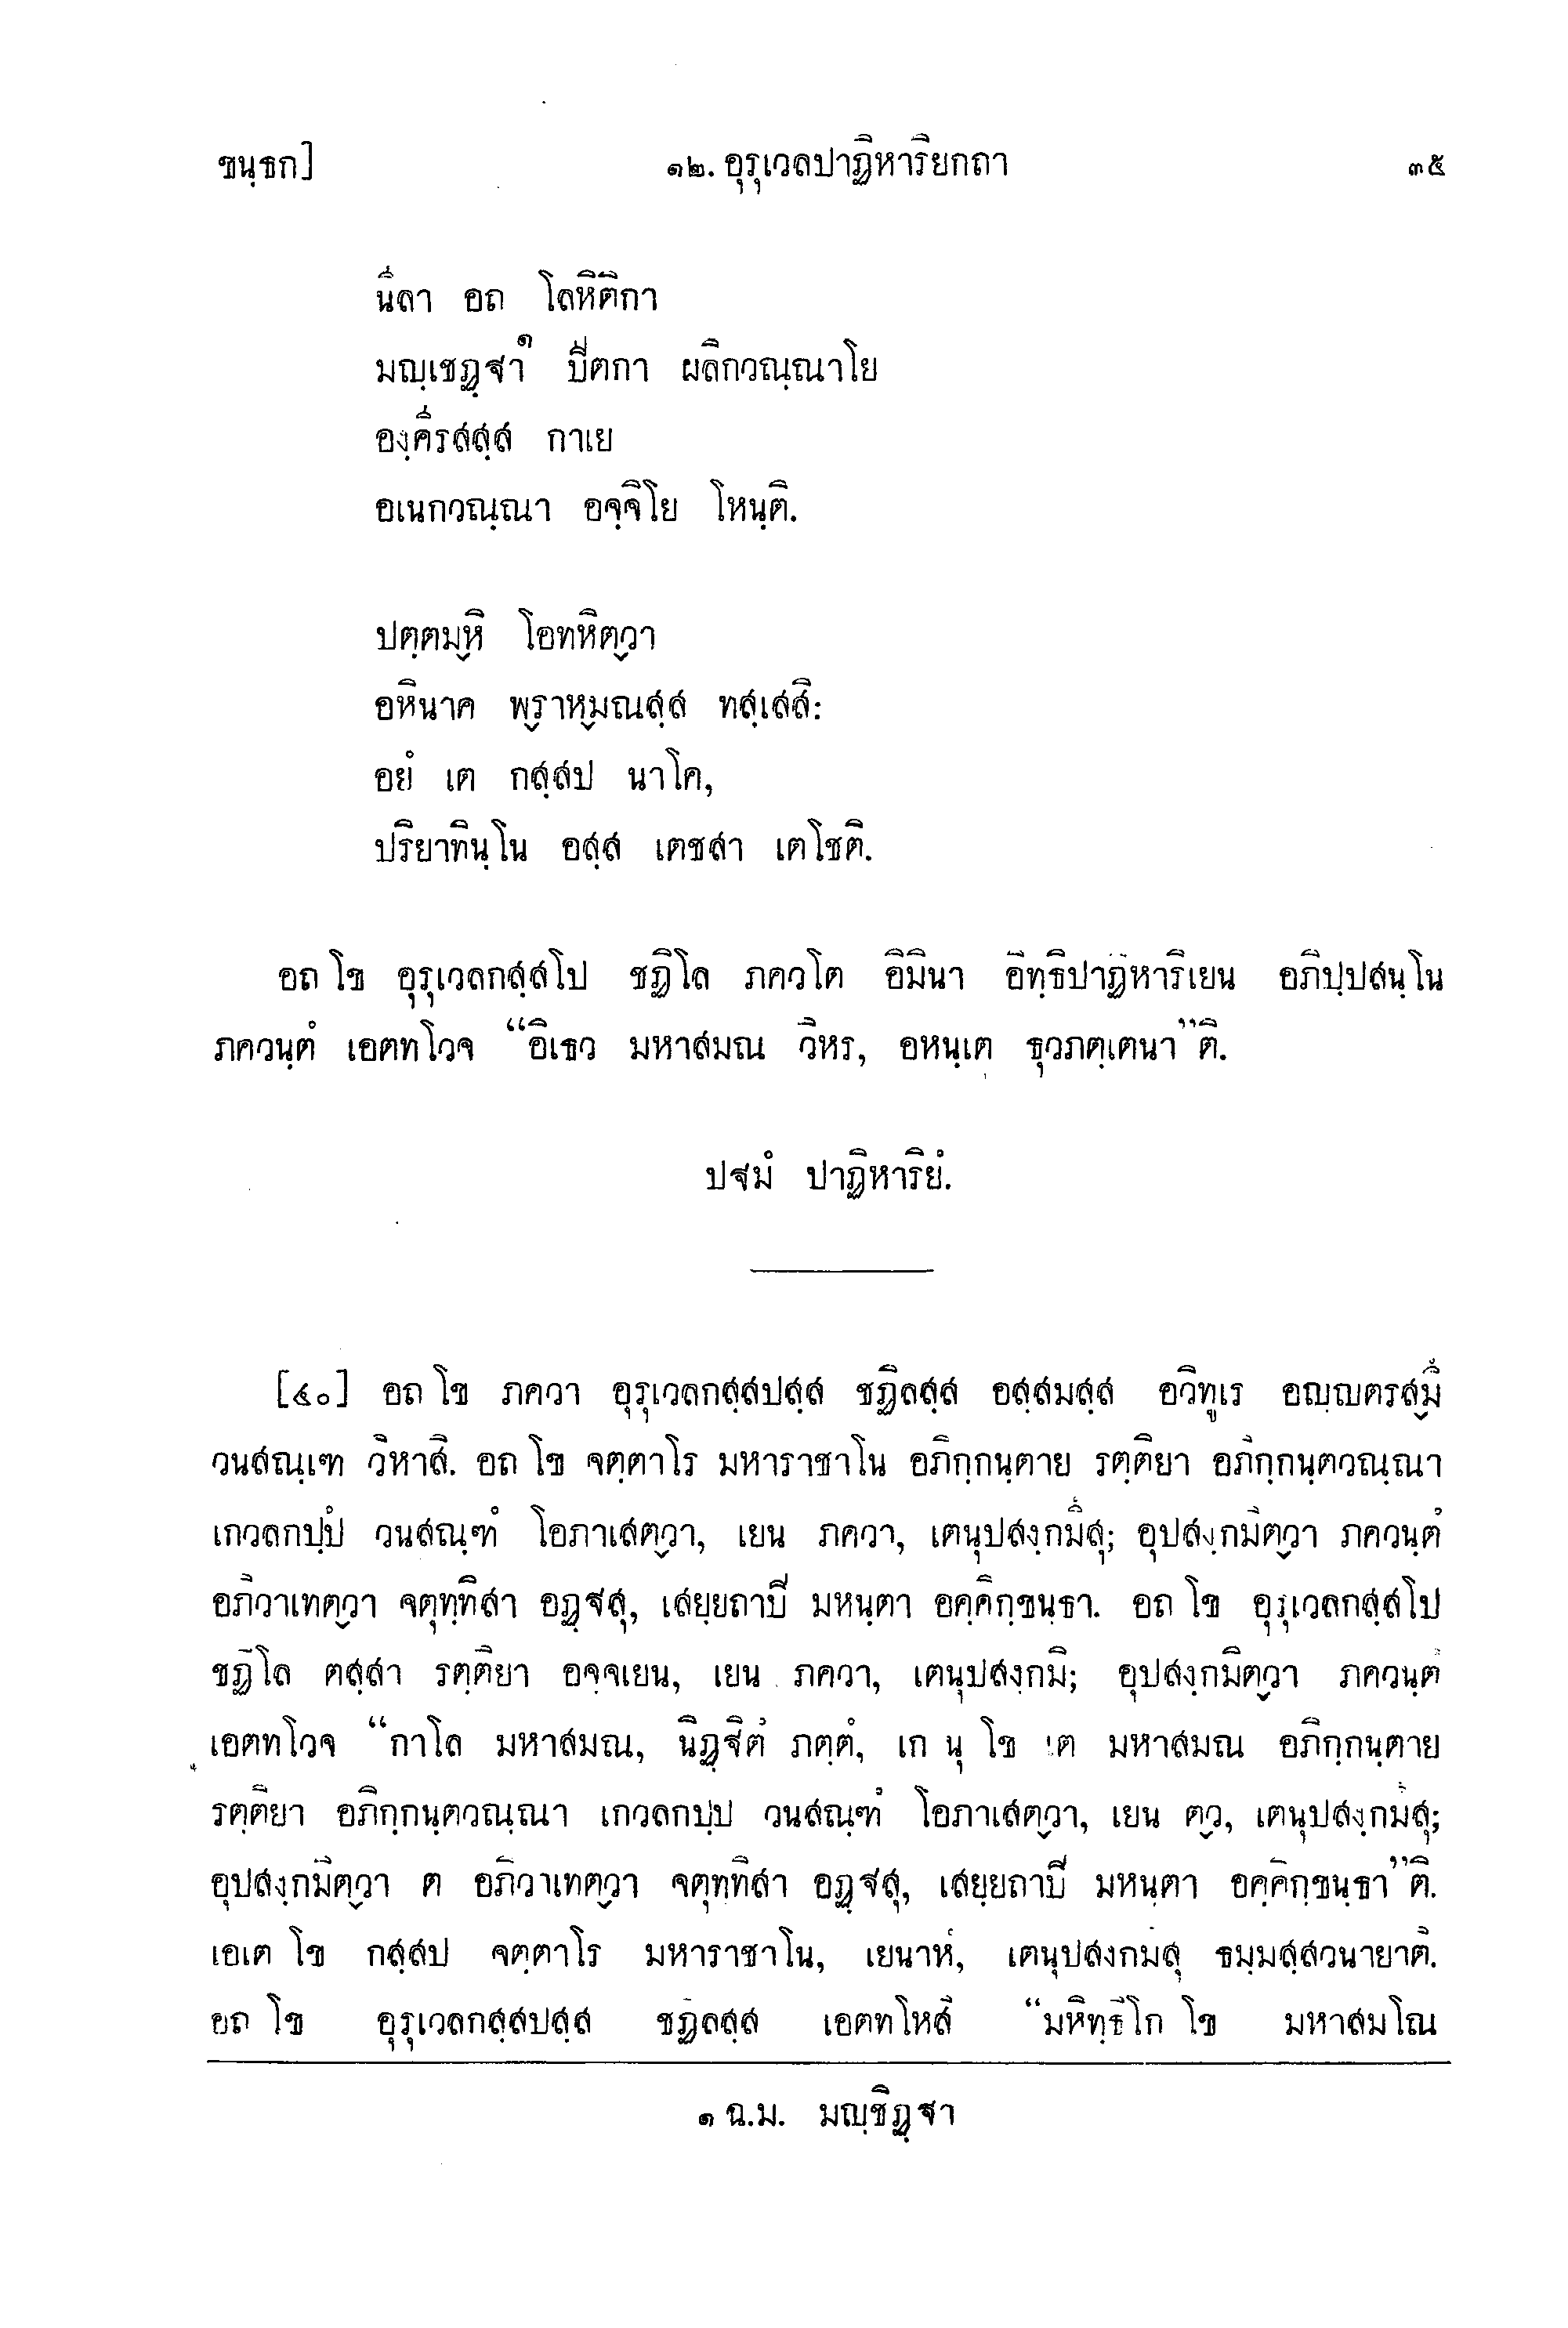 ขนฺธก] ๑๒. อุรุเวลปาฏิหาริยกถา ๓๕
นีลา อถ โลหิติกา
มญฺเชฏฺฐา๑ ปีตกา ผลิกวณฺณาโย
องฺคีรสสฺส กาเย
อเนกวณฺณา อจฺจิโย โหนฺติ.
ปตฺตมฺ๎หิ โอทหิตฺ๎วา
อหินาค พฺ๎ราหฺ๎มณสฺส ทสฺเสสิ:
อยํ เต กสฺสป นาโค,
ปริยาทินฺโน อสฺส เตชสา เตโชติ.
อถ โข อุรุเวลกสฺสโป ชฏิโล ภควโต อิมินา อิทฺธิปาฏิหาริเยน อภิปฺปสนฺโน
ภควนฺตํ เอตทโวจ “อิเธว มหาสมณ วิหร, อหนฺเต ธุวภตฺเตนา”ติ.
ปฐมํ ปาฏิหาริยํ.
[๔๐] อถ โข ภควา อุรุเวลกสฺสปสฺส ชฏิลสฺส อสฺสมสฺส อวิทูเร อญฺญตรสฺ๎มึ
วนสณฺเฑ วิหาสิ. อถ โข จตฺตาโร มหาราชาโน อภิกฺกนฺตาย รตฺติยา อภิกฺกนฺตวณฺณา
เกวลกปฺปํ วนสณฺฑํ โอภาเสตฺ๎วา, เยน ภควา, เตนุปสงฺกมึสุ; อุปสงฺกมิตฺ๎วา ภควนฺตํ
อภิวาเทตฺ๎วา จตุทฺทิสา อฏฺฐสุ, เสยฺยถาปี มหนฺตา อคฺคิกฺขนฺธา. อถ โข อุรุเวลกสฺสโป
ชฏิโล ตสฺสา รตฺติยา อจฺจเยน, เยน ภควา, เตนุปสงฺกมิ; อุปสงฺกมิตฺ๎วา ภควนฺตํ
เอตทโวจ “กาโล มหาสมณ, นิฏฺฐิตํ ภตฺตํ, เก นุ โข เต มหาสมณ อภิกฺกนฺตาย
รตฺติยา อภิกฺกนฺตวณฺณา เกวลกปฺป วนสณฺฑํ โอภาเสตฺ๎วา, เยน ตฺ๎ว, เตนุปสงฺกมึสุ;
อุปสงฺกมิตฺ๎วา ต อภิวาเทตฺ๎วา จตุทฺทิสา อฏฺฐสุ, เสยฺยถาปี มหนฺตา อคฺคิกฺขนฺธา”ติ.
เอเต โข กสฺสป จตฺตาโร มหาราชาโน, เยนาหํ, เตนุปสงฺกมึสุ ธมฺมสฺสวนายาติ.
อถ โข อุรุเวลกสฺสปสฺส ชฏิลสฺส เอตทโหสิ “มหิทฺธิโก โข มหาสมโณ
๑ ฉ.ม. มญฺชิฏฺฐา